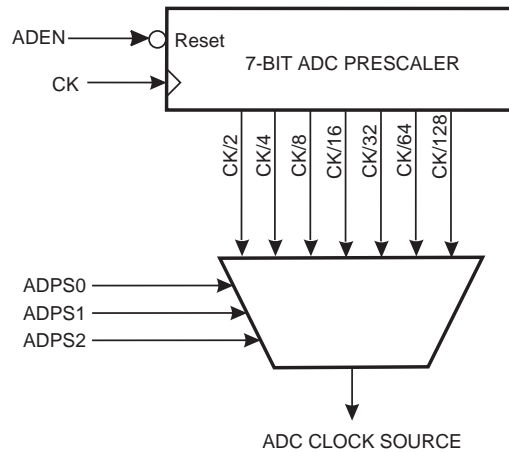 ADEN
Reset
7-BIT ADC PRESCALER
CK
CK/2
CK/4
CK/8
CK/16
CK/32
CK/64
CK/128
ADPS0
ADPS1
ADPS2
ADC CLOCK SOURCE